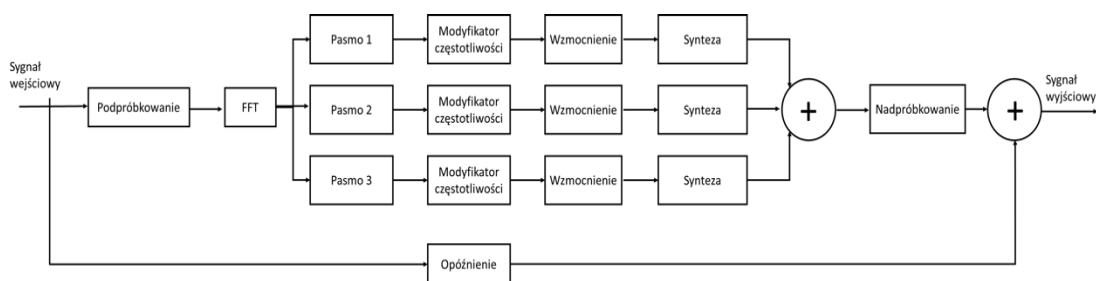 Sygnał
wejściowy
Podpróbkowanie
FFT
Pasmo 1
Modyfikator
częstotliwości
Wzmocnienie
Synteza
Pasmo 2
Modyfikator
częstotliwości
Wzmocnienie
Synteza
Pasmo 3
Modyfikator
częstotliwości
Wzmocnienie
Synteza
+
Nadpróbkowanie
+
Sygnał
wyjściowy
Opóźnienie